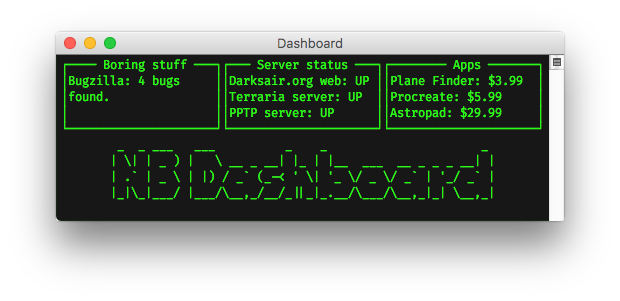 Dashboard
Boring stuff
Bugzilla: 4 bugs
found.
Server status
Darksair.org web: UP
Terraria server: UP
PPTP server: UP
Apps
Plane Finder: $3.99
Procreate: $5.99
Astropad: $29.99
NB Dashboard